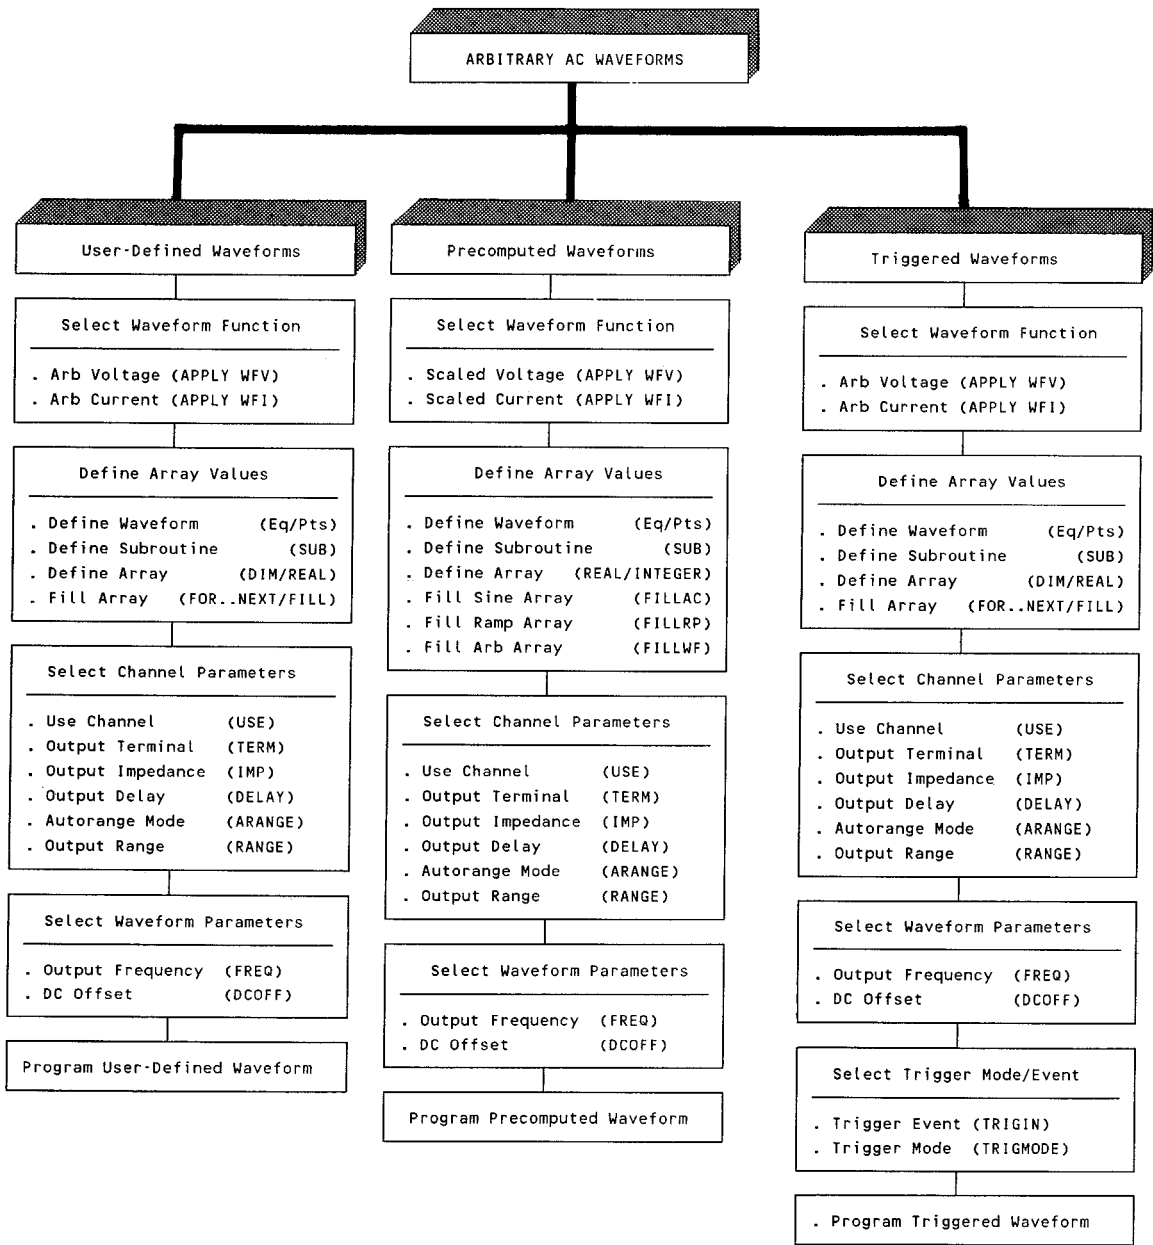 ARBITRARY AC WAVEFORMS
User-Defined Waveforms
Select Waveform Function
. Arb Voltage (APPLY WFV)
. Arb Current (APPLY WFI)
Define Array Values
. Define Waveform (Eq/Pts)
. Define Subroutine (SUB)
. Define Array (DIM/REAL)
. Fill Array (FOR..NEXT/FILL)
Select Channel Parameters
. Use Channel (USE)
. Output Terminal (TERM)
. Output Impedance (IMP)
. Output Delay (DELAY)
. Autorange Mode (ARANGE)
. Output Range (RANGE)
Select Waveform Parameters
. Output Frequency (FREQ)
. DC Offset (DCOFF)
Program User-Defined Waveform
Precomputed Waveforms
Select Waveform Function
. Scaled Voltage (APPLY WFV)
. Scaled Current (APPLY WFI)
Define Array Values
. Define Waveform (Eq/Pts)
. Define Subroutine (SUB)
. Define Array (REAL/INTEGER)
. Fill Sine Array (FILLAC)
. Fill Ramp Array (FILLRP)
. Fill Arb Array (FILLWF)
Select Channel Parameters
. Use Channel (USE)
. Output Terminal (TERM)
. Output Impedance (IMP)
. Output Delay (DELAY)
. Autorange Mode (ARANGE)
. Output Range (RANGE)
Select Waveform Parameters
. Output Frequency (FREQ)
. DC Offset (DCOFF)
Program Precomputed Waveform
Triggered Waveforms
Select Waveform Function
. Arb Voltage (APPLY WFV)
. Arb Current (APPLY WFI)
Define Array Values
. Define Waveform (Eq/Pts)
. Define Subroutine (SUB)
. Define Array (DIM/REAL)
. Fill Array (FOR..NEXT/FILL)
Select Channel Parameters
. Use Channel (USE)
. Output Terminal (TERM)
. Output Impedance (IMP)
. Output Delay (DELAY)
. Autorange Mode (ARANGE)
. Output Range (RANGE)
Select Waveform Parameters
. Output Frequency (FREQ)
. DC Offset (DCOFF)
Select Trigger Mode/Event
. Trigger Event (TRIGIN)
. Trigger Mode (TRIGMODE)
. Program Triggered Waveform